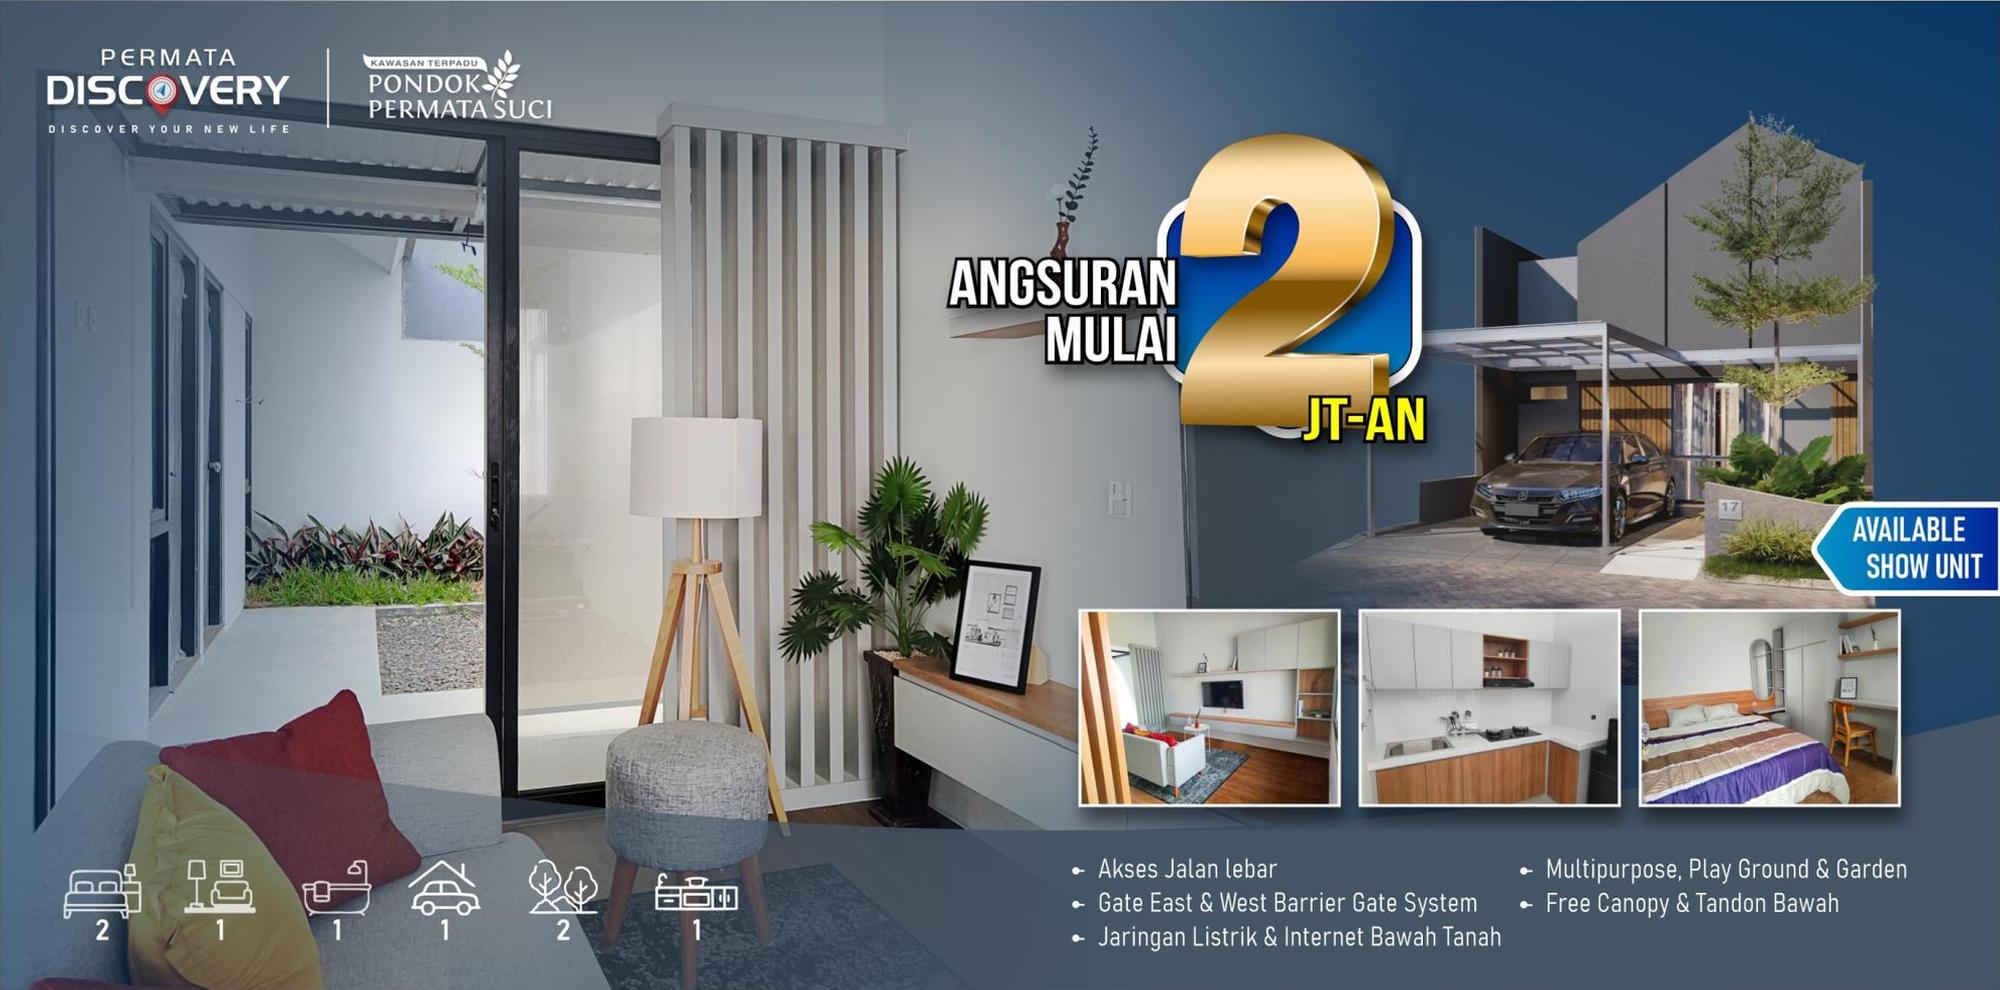 PERMATA
DISCOVERY
DISCOVER YOUR NEW LIFE
KAWASAN TERPADU
PONDOK
PERMATA SUCI
ANGSURAN
MULAI
2
JT-AN
17
AVAILABLE
SHOW UNIT
2
1
1
1
2
1
Akses Jalan lebar
Gate East & West Barrier Gate System
Jaringan Listrik & Internet Bawah Tanah
Multipurpose, Play Ground & Garden
Free Canopy & Tandon Bawah